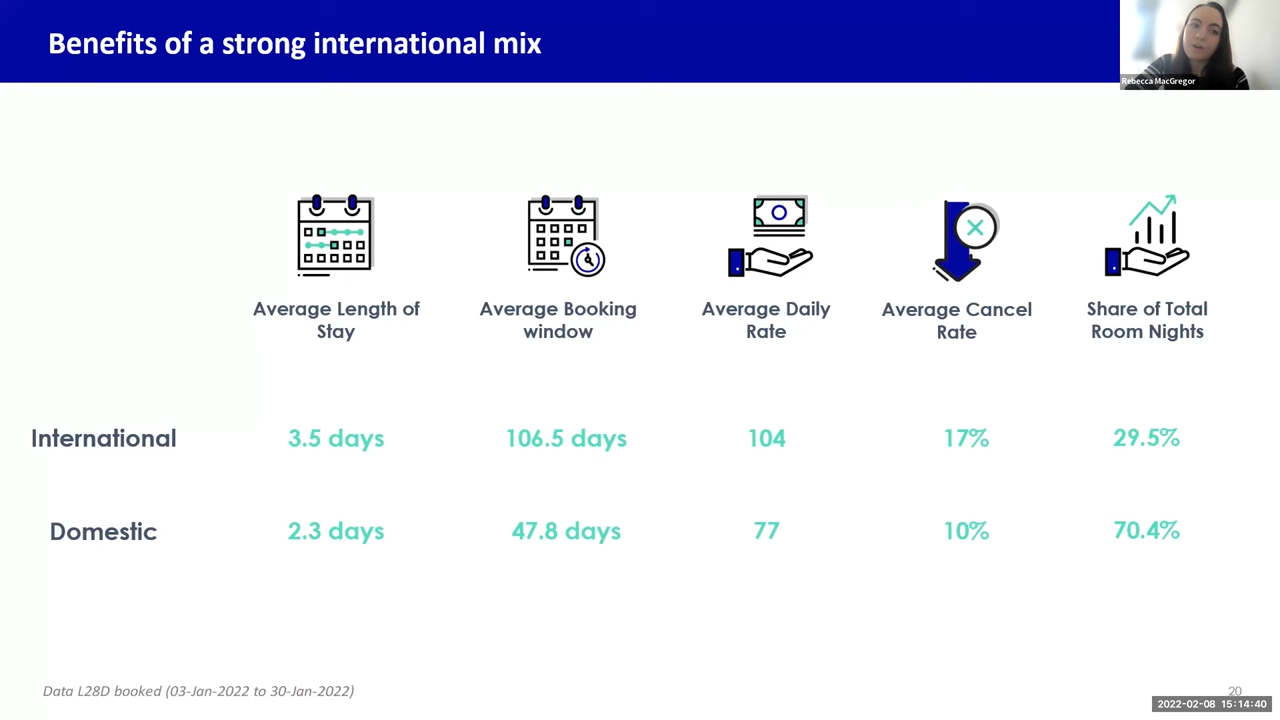 Benefits of a strong international mix
Rebecca MacGregor
Average Length of
Stay
Average Booking
window
Average Daily
Rate
Average Cancel
Rate
Share of Total
Room Nights
International
3.5 days
106.5 days
104
17%
29.5%
Domestic
2.3 days
47.8 days
77
10%
70.4%
Data L28D booked (03-Jan-2022 to 30-Jan-2022)
20
2022-02-08 15:14:40